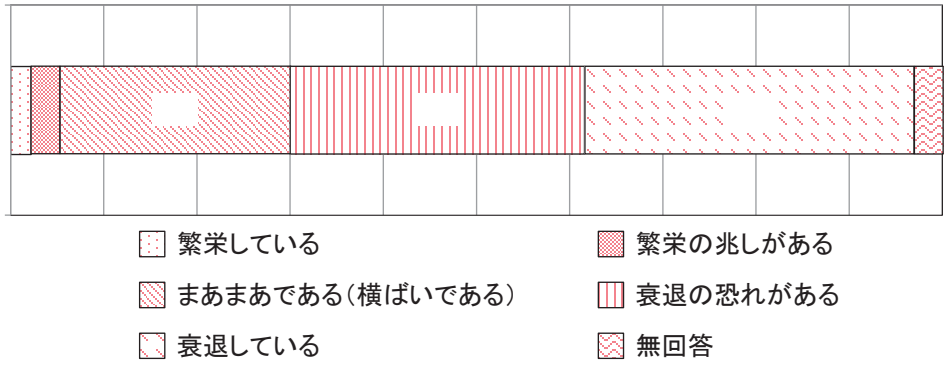 繁栄している
繁栄の兆しがある
まあまあである(横ばいである)
衰退の恐れがある
衰退している
無回答